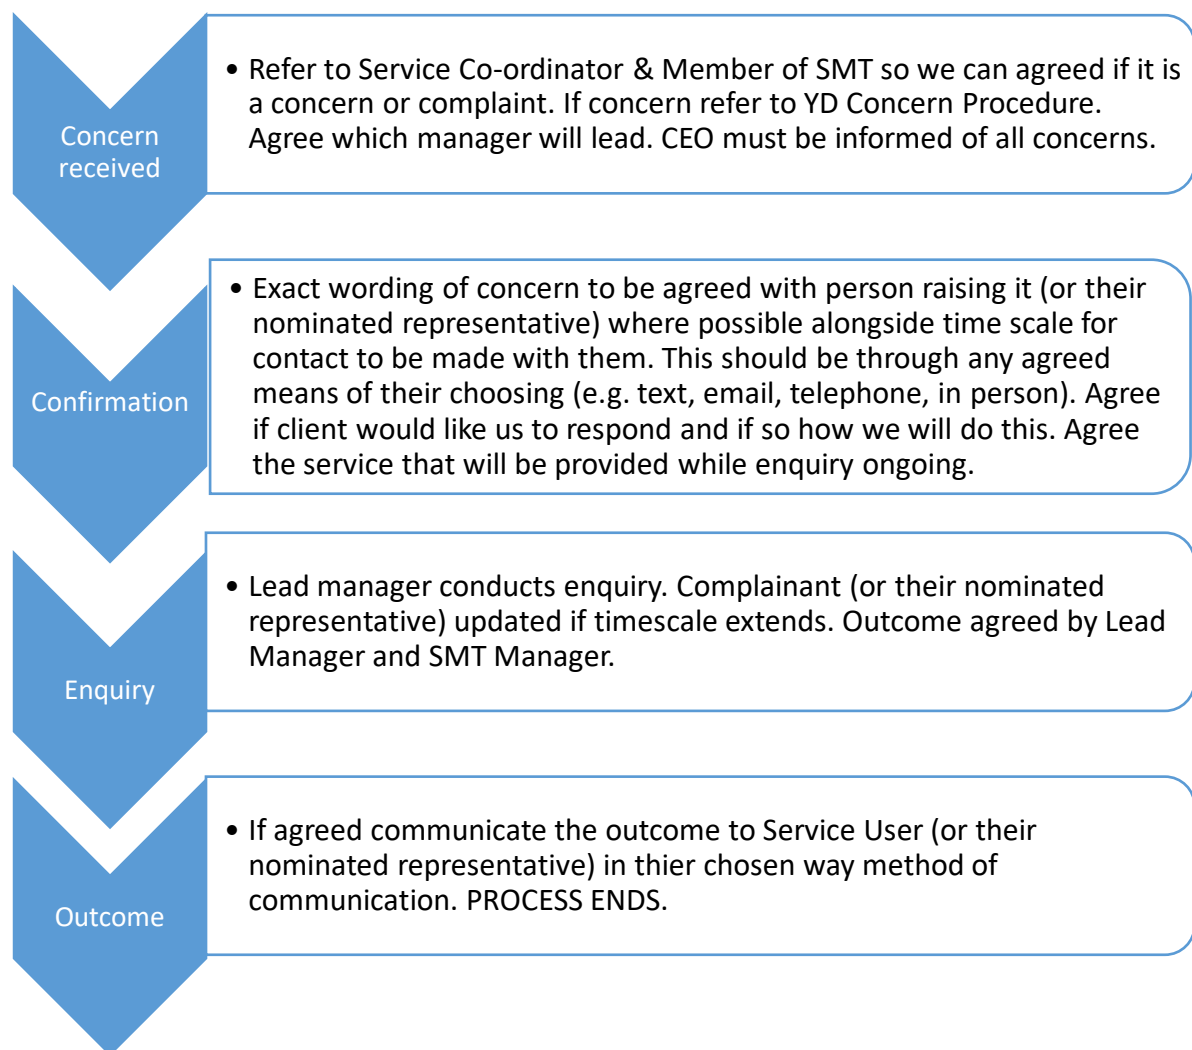 Concern
received
• Refer to Service Co-ordinator & Member of SMT so we can agreed if it is
a concern or complaint. If concern refer to YD Concern Procedure.
Agree which manager will lead. CEO must be informed of all concerns.
Confirmation
• Exact wording of concern to be agreed with person raising it (or their
nominated representative) where possible alongside time scale for
contact to be made with them. This should be through any agreed
means of their choosing (e.g. text, email, telephone, in person). Agree
if client would like us to respond and if so how we will do this. Agree
the service that will be provided while enquiry ongoing.
Enquiry
• Lead manager conducts enquiry. Complainant (or their nominated
representative) updated if timescale extends. Outcome agreed by Lead
Manager and SMT Manager.
Outcome
• If agreed communicate the outcome to Service User (or their
nominated representative) in thier chosen way method of
communication. PROCESS ENDS.